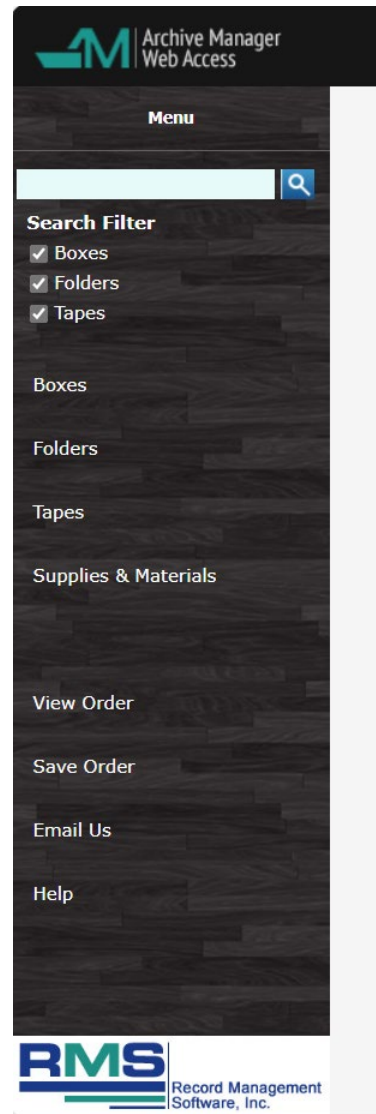 AM
Archive Manager
Web Access
Menu
Search Filter
Boxes
Folders
Tapes
Boxes
Folders
Tapes
Supplies & Materials
View Order
Save Order
Email Us
Help
RMS
Record Management
Software, Inc.